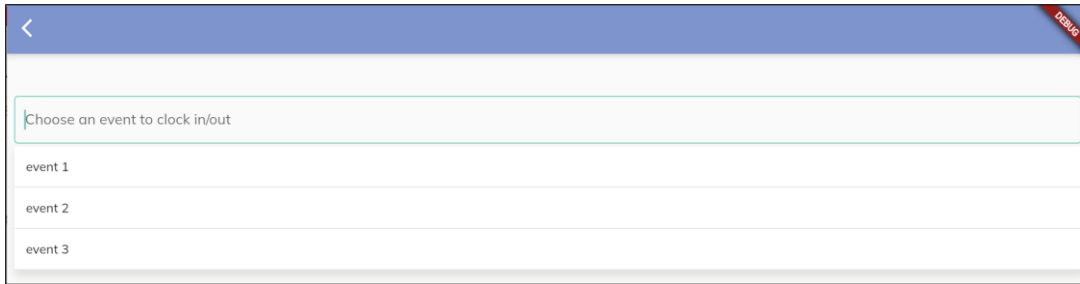 DEBUG
Choose an event to clock in/out
event 1
event 2
event 3